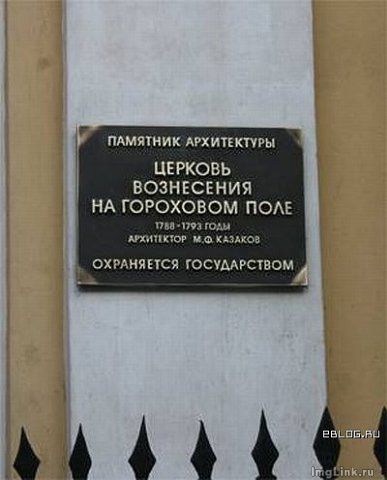 ПАМЯТНИК АРХИТЕКТУРЫ
ЦЕРКОВЬ
ВОЗНЕСЕНИЯ
НА ГОРОХОВОМ ПОЛЕ
1788-1793 ГОДЫ
АРХИТЕКТОР М.Ф.КАЗАКОВ
ОХРАНЯЕТСЯ ГОСУДАРСТВОМ
EBLOG.RU
ImgLink.ru